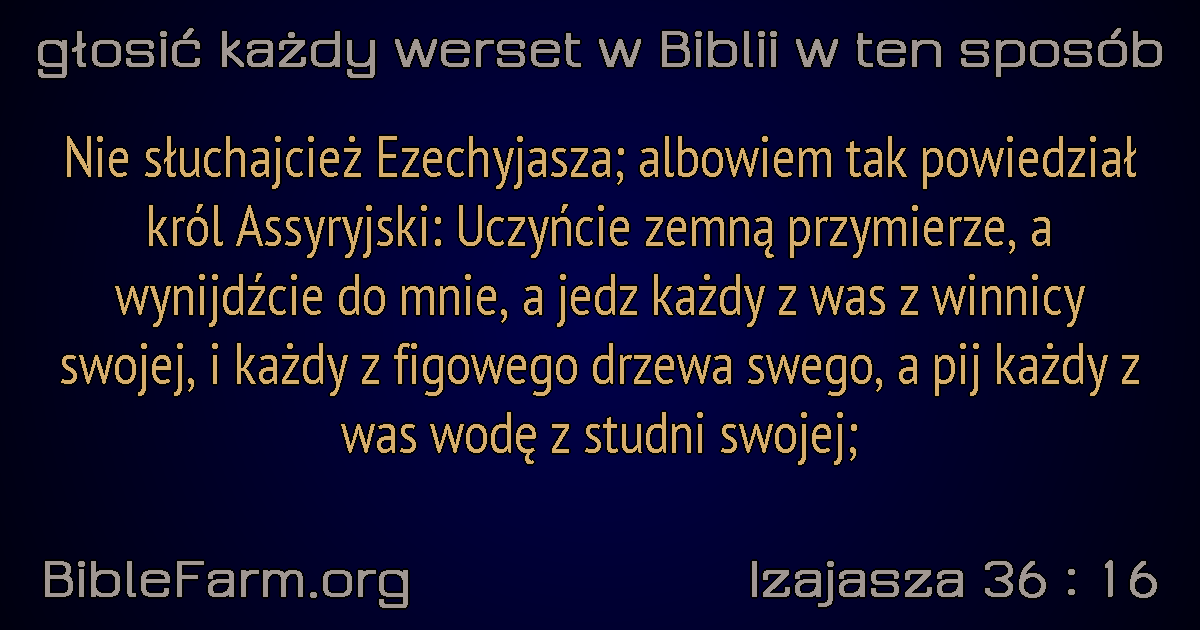 głosić każdy werset w Biblii w ten sposób
Nie słuchajcież Ezechyjasza; albowiem tak powiedział
król Assyryjski: Uczyńcie zemną przymierze, a
wynijdźcie do mnie, a jedz każdy z was z winnicy
swojej, i każdy z figowego drzewa swego, a pij każdy z
was wodę z studni swojej;
BibleFarm.org
Izajasza 36 : 16